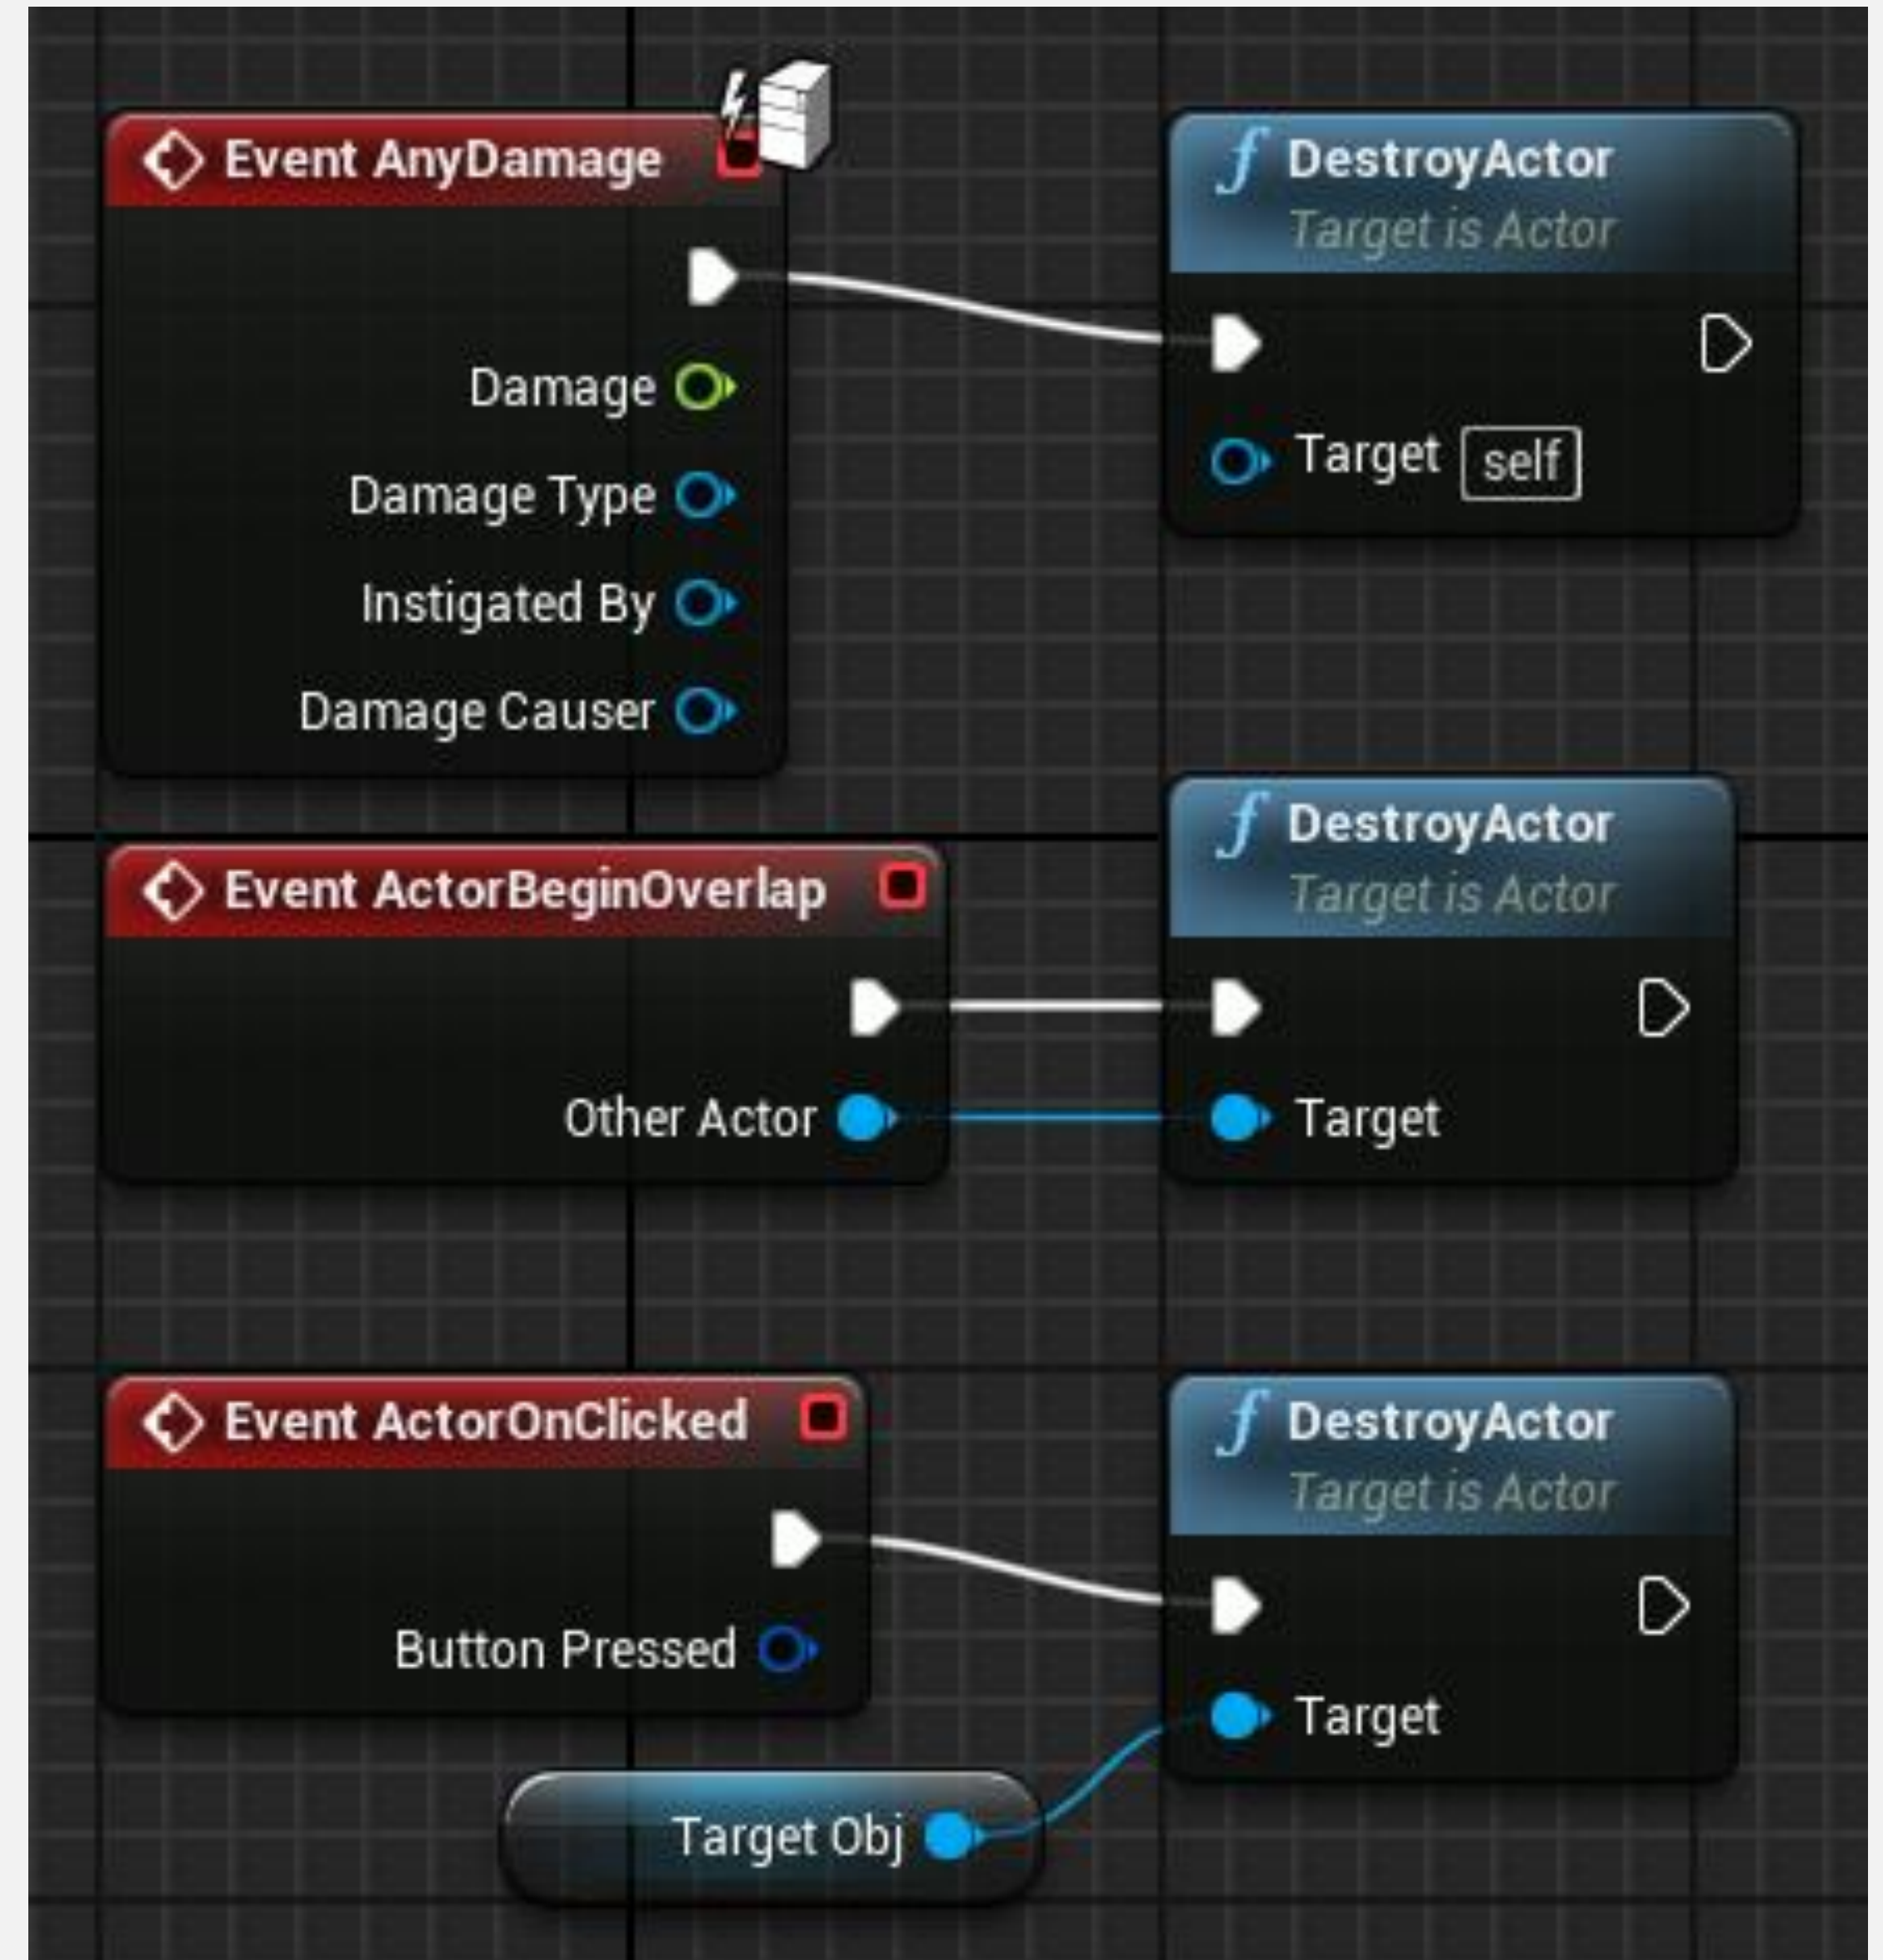 Event AnyDamage
Damage
Damage Type
Instigated By
Damage Causer
f DestroyActor
Target is Actor
Target self
Event ActorBeginOverlap
Other Actor
f DestroyActor
Target is Actor
Target
Event ActorOnClicked
Button Pressed
Target Obj
f DestroyActor
Target is Actor
Target